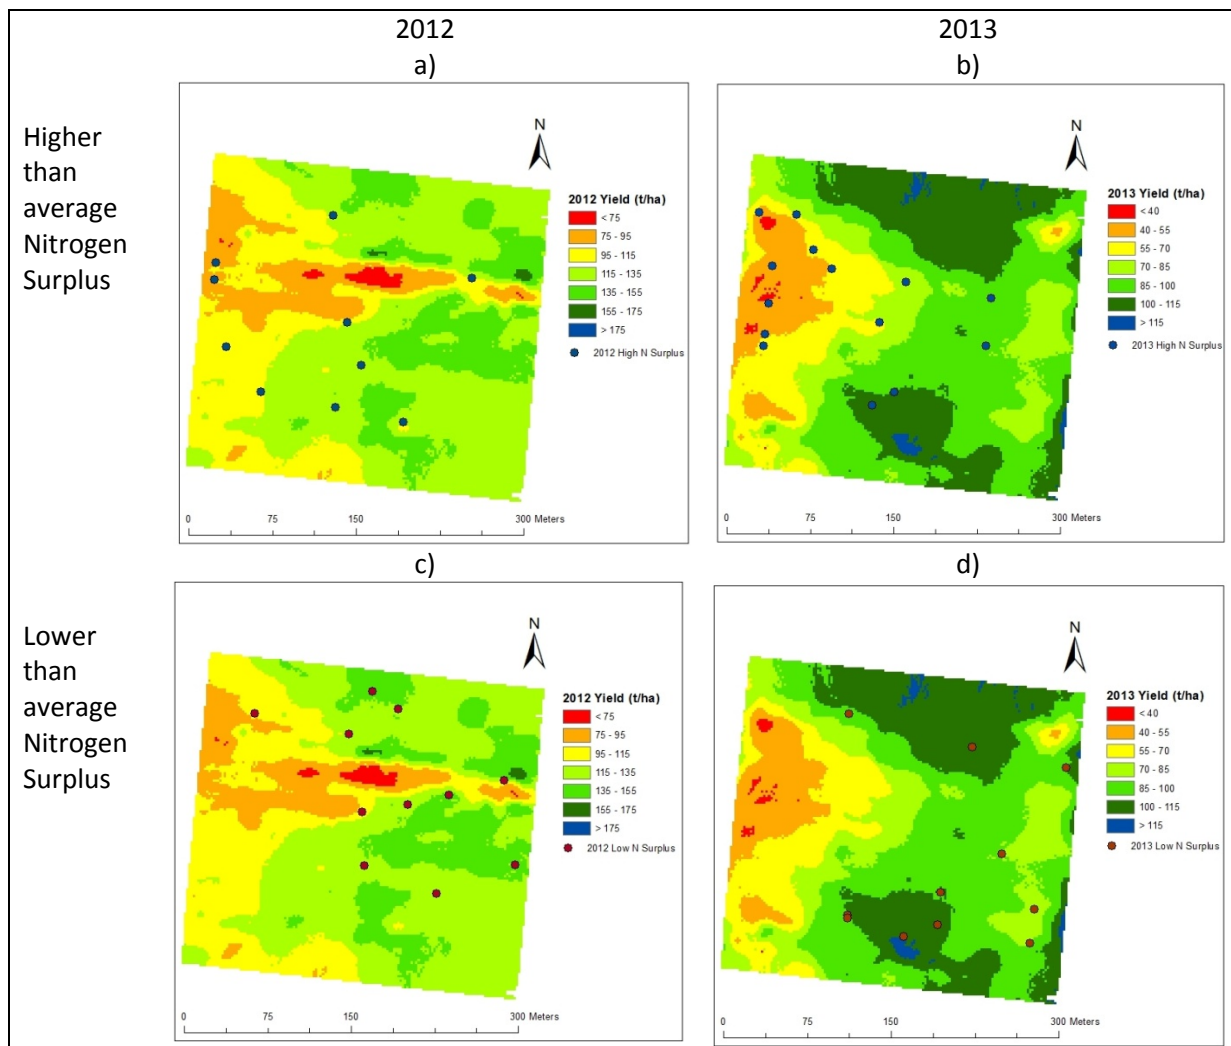 2012
2013
a)
b)
Higher
than
average
Nitrogen
Surplus
N
2012 Yield (t/ha)
< 75
75 - 95
95 - 115
115 - 135
135 - 155
155 - 175
> 175
2012 High N Surplus
0 75 150 300 Meters
N
2013 Yield (t/ha)
< 40
40 - 55
55 - 70
70 - 85
85 - 100
100 - 115
> 115
2013 High N Surplus
0 75 150 300 Meters
c)
d)
Lower
than
average
Nitrogen
Surplus
N
2012 Yield (t/ha)
< 75
75 - 95
95 - 115
115 - 135
135 - 155
155 - 175
> 175
2012 Low N Surplus
0 75 150 300 Meters
N
2013 Yield (t/ha)
< 40
40 - 55
55 - 70
70 - 85
85 - 100
100 - 115
> 115
2013 Low N Surplus
0 75 150 300 Meters